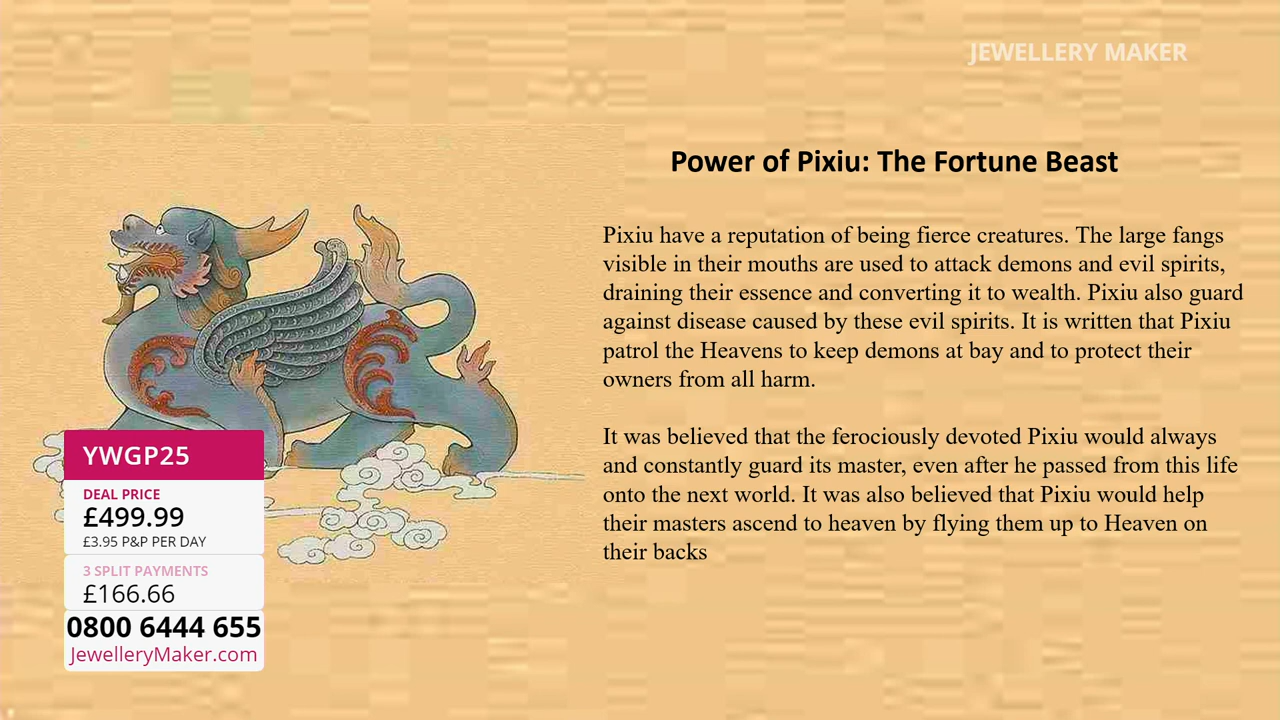 JEWELLERY MAKER
Power of Pixiu: The Fortune Beast
Pixiu have a reputation of being fierce creatures. The large fangs
visible in their mouths are used to attack demons and evil spirits,
draining their essence and converting it to wealth. Pixiu also guard
against disease caused by these evil spirits. It is written that Pixiu
patrol the Heavens to keep demons at bay and to protect their
owners from all harm.
It was believed that the ferociously devoted Pixiu would always
and constantly guard its master, even after he passed from this life
onto the next world. It was also believed that Pixiu would help
their masters ascend to heaven by flying them up to Heaven on
their backs
YWGP25
DEAL PRICE
£499.99
£3.95 P&P PER DAY
3 SPLIT PAYMENTS
£166.66
0800 6444 655
JewelleryMaker.com